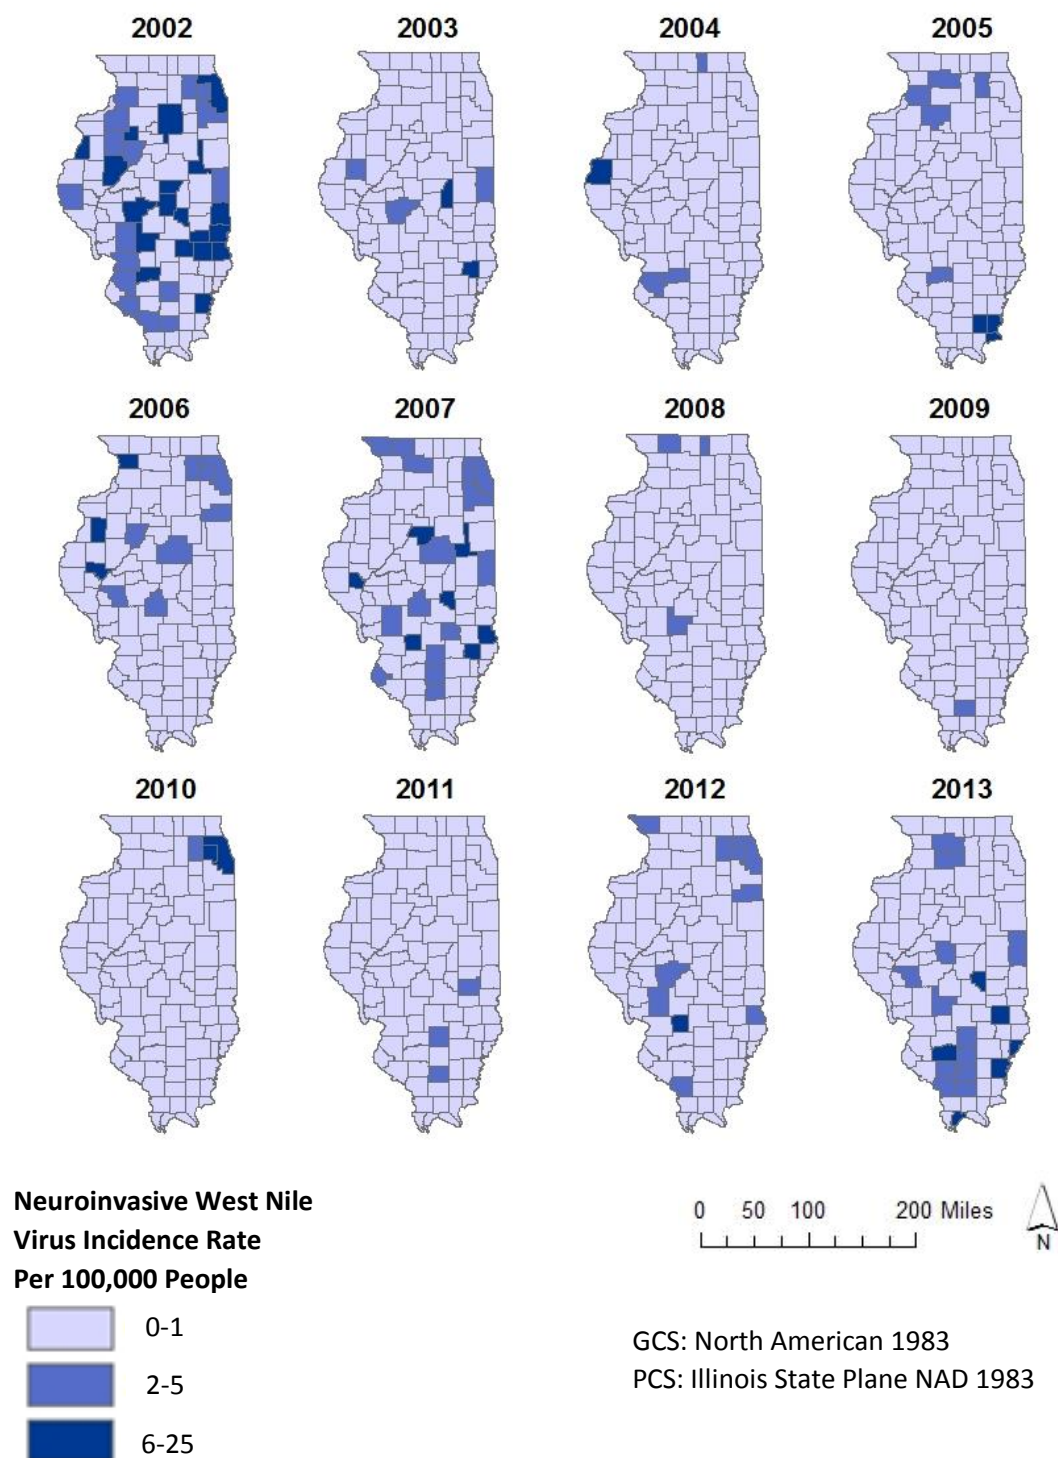 2002
2003
2004
2005
2006
2007
2008
2009
2010
2011
2012
2013
Neuroinvasive West Nile
Virus Incidence Rate
Per 100,000 People
0-1
2-5
6-25
0 50 100 200 Miles
N
GCS: North American 1983
PCS: Illinois State Plane NAD 1983